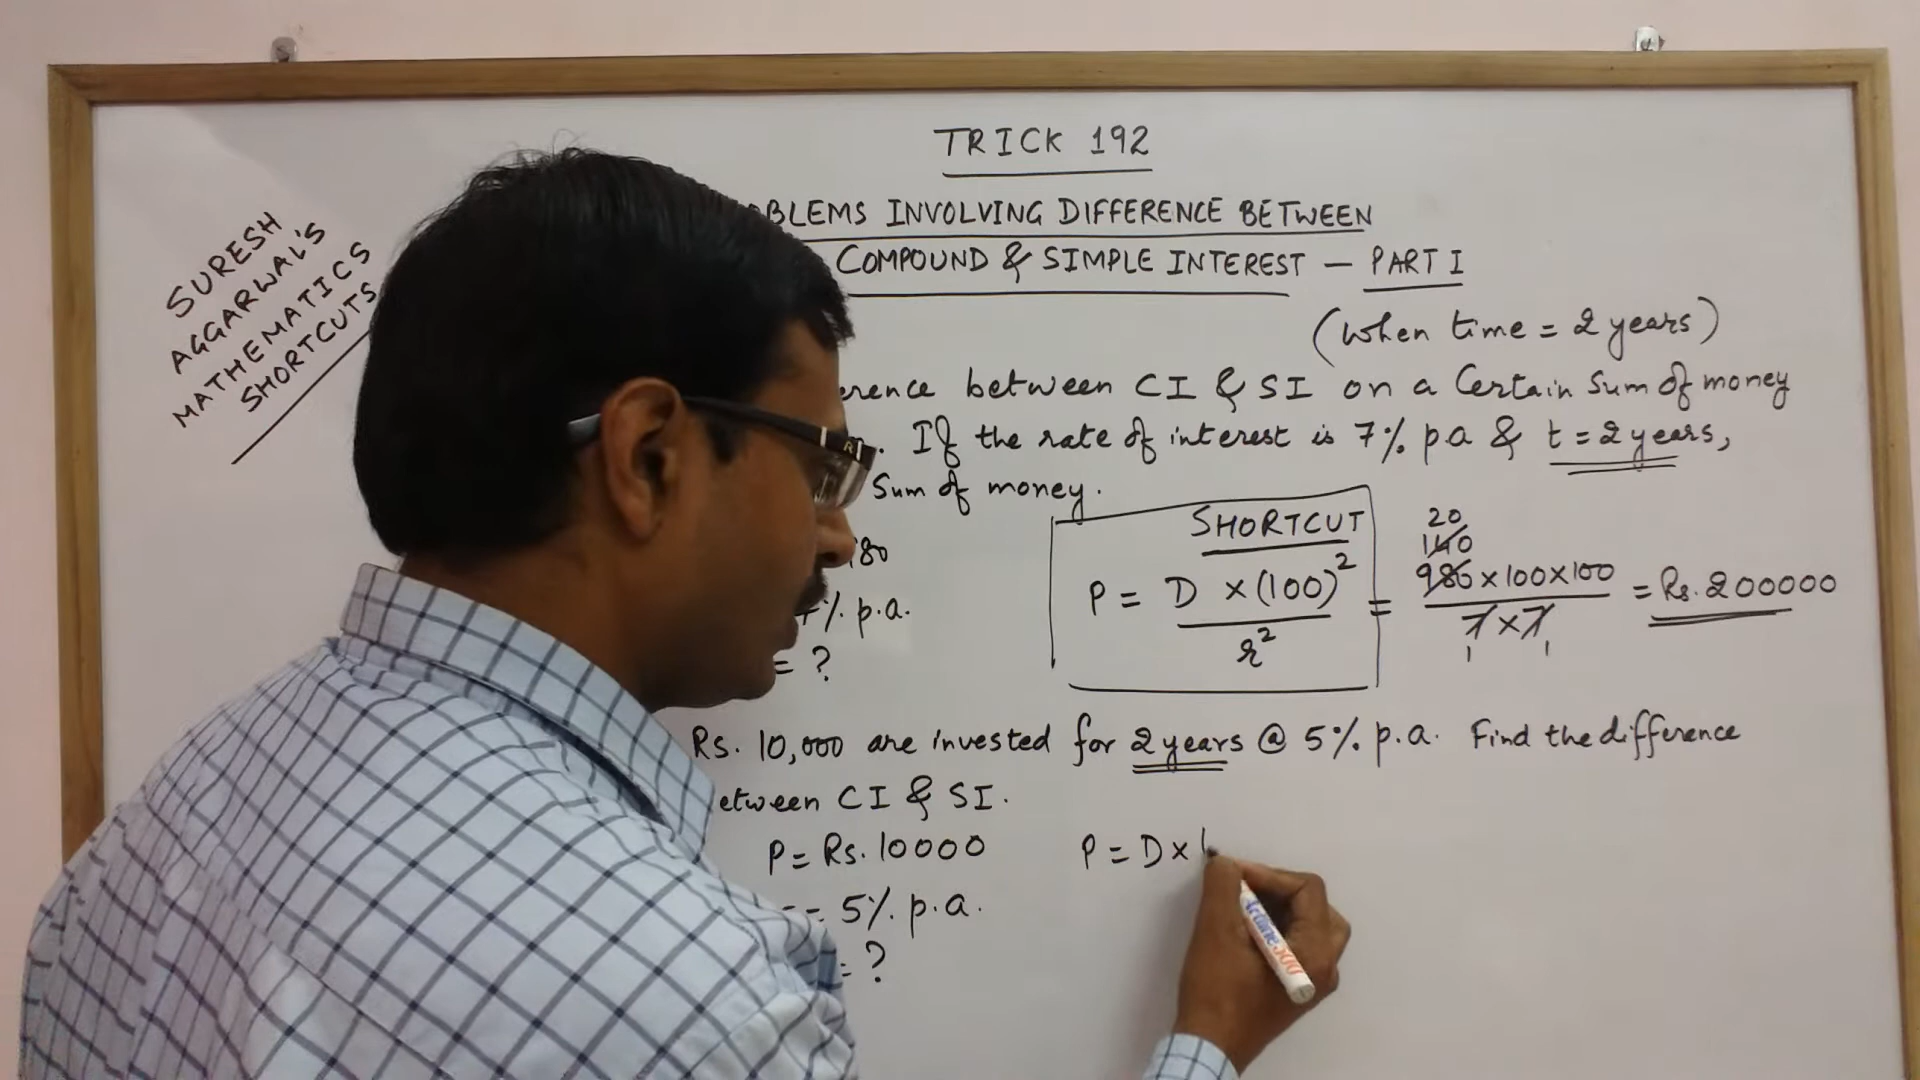 TRICK 192
BLEMS INVOLVING DIFFERENCE BETWEEN
COMPOUND & SIMPLE INTEREST — PART I
SURESH
AGGARWAL'S
MATHEMATICS
SHORTCUTS
(When time = 2 years)
erence between CI & SI on a Certain Sum of money
. If the rate of interest is 7% p.a & t = 2 years,
Sum of money.
80
7% p.a.
= ?
SHORTCUT
P = D × (100)² / r² = 980 × 100 × 100 / 7 × 7 = Rs. 200000
20
140
1 1
Rs. 10,000 are invested for 2 years @ 5% p.a. Find the difference
etween CI & SI.
P = Rs. 10000
= 5% p.a.
= ?
P = D × 1
Artline 500